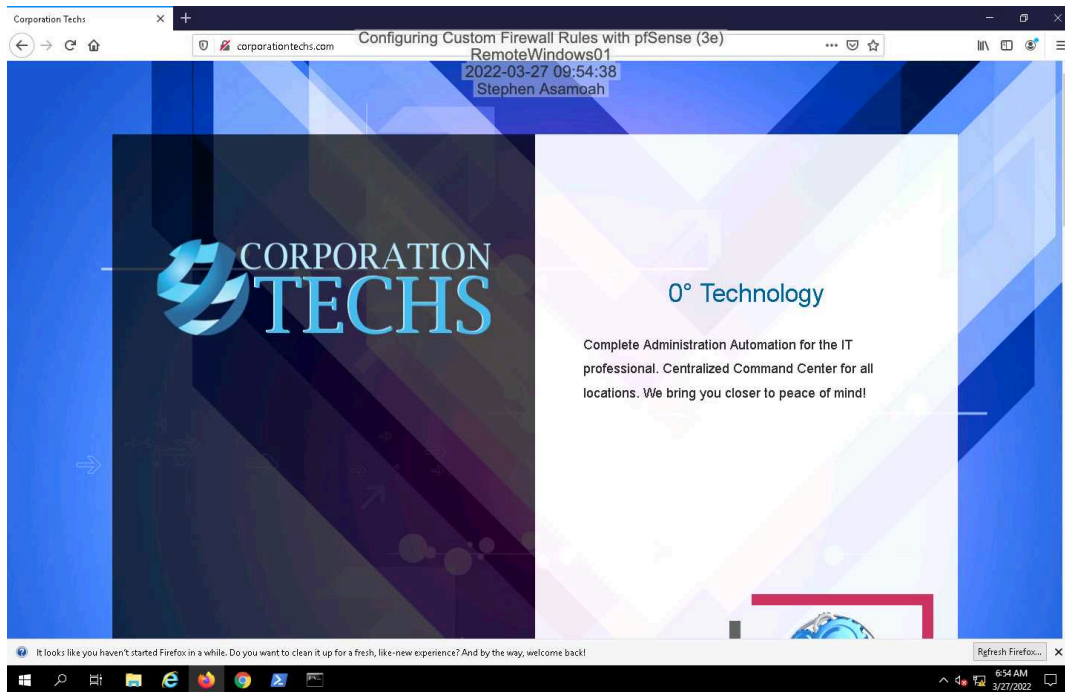 Corporation Techs
corporationtechs.com
Configuring Custom Firewall Rules with pfSense (3e)
RemoteWindows01
2022-03-27 09:54:38
Stephen Asamoah
CORPORATION
TECHS
0° Technology
Complete Administration Automation for the IT
professional. Centralized Command Center for all
locations. We bring you closer to peace of mind!
It looks like you haven't started Firefox in a while. Do you want to clean it up for a fresh, like-new experience? And by the way, welcome back!
Refresh Firefox...
6:54 AM
3/27/2022